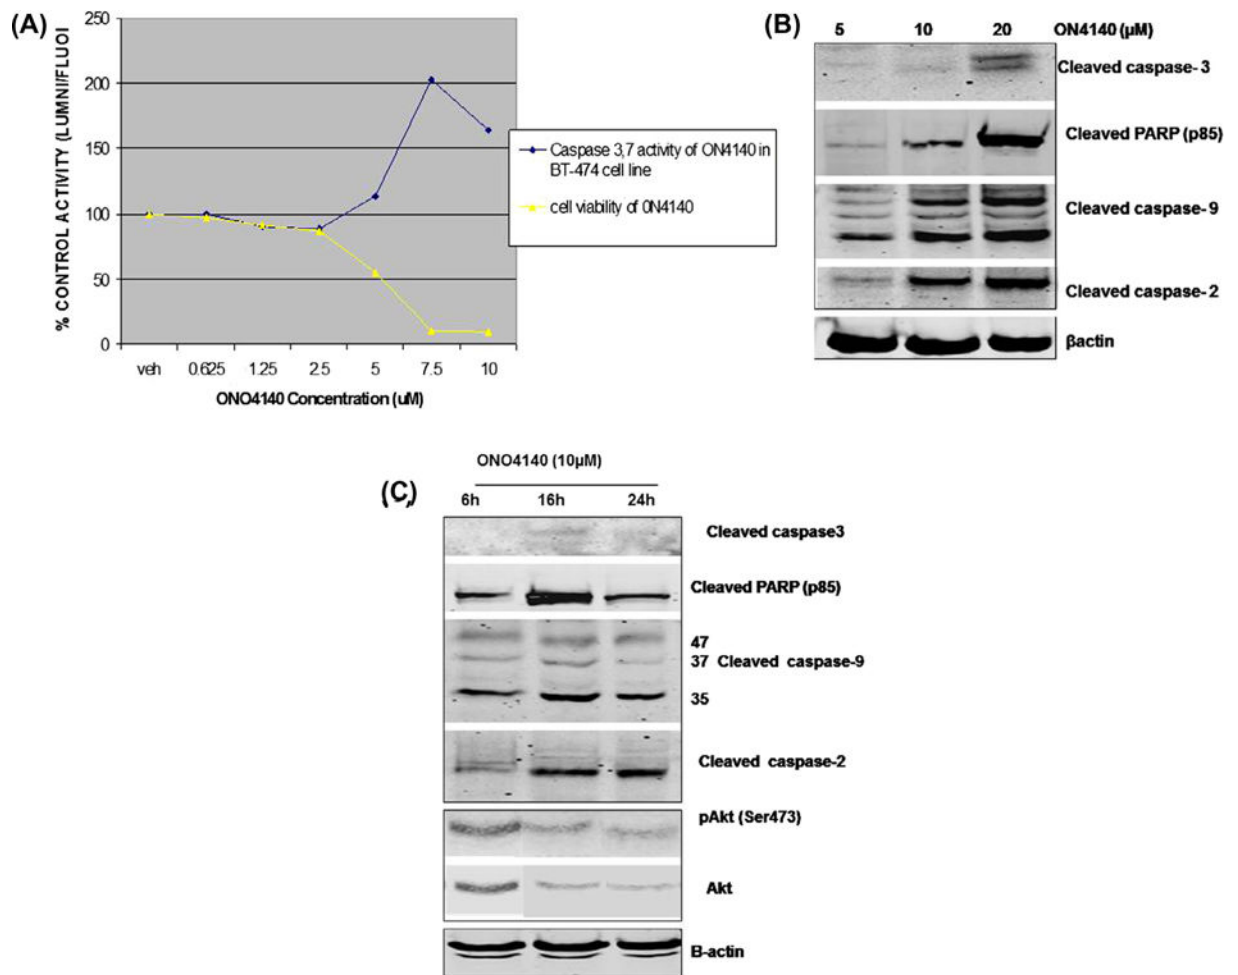 (A)
% CONTROL ACTIVITY (LUMNI/FLUOI
250
200
150
100
50
0
veh 0.625 1.25 2.5 5 7.5 10
ONO4140 Concentration (uM)
Caspase 3,7 activity of ON4140 in
BT-474 cell line
cell viability of 0N4140
(B)
5 10 20 ON4140 (µM)
Cleaved caspase- 3
Cleaved PARP (p85)
Cleaved caspase- 9
Cleaved caspase- 2
βactin
(C)
ONO4140 (10µM)
6h 16h 24h
Cleaved caspase3
Cleaved PARP (p85)
47
37 Cleaved caspase-9
35
Cleaved caspase-2
pAkt (Ser473)
Akt
B-actin